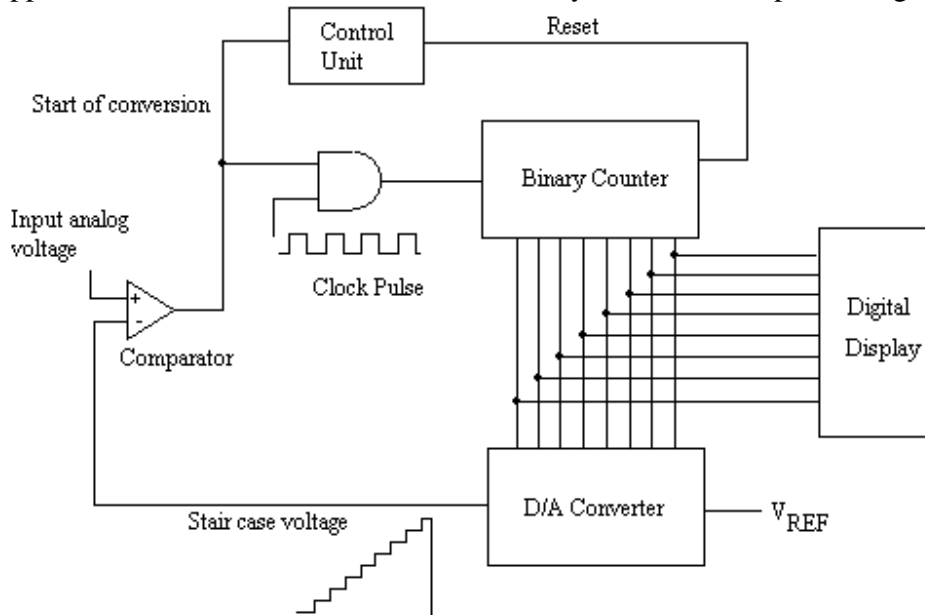 Control
Unit
Reset
Start of conversion
Binary Counter
Input analog
voltage
Clock Pulse
+
-
Comparator
Digital
Display
D/A Converter
VREF
Stair case voltage